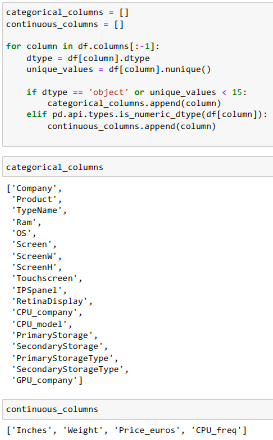 categorical_columns = []
continuous_columns = []
for column in df.columns[:-1]:
    dtype = df[column].dtype
    unique_values = df[column].nunique()
    if dtype == 'object' or unique_values < 15:
        categorical_columns.append(column)
    elif pd.api.types.is_numeric_dtype(df[column]):
        continuous_columns.append(column)
categorical_columns
['Company',
 'Product',
 'TypeName',
 'Ram',
 'OS',
 'Screen',
 'ScreenW',
 'ScreenH',
 'Touchscreen',
 'IPSpanel',
 'RetinaDisplay',
 'CPU_company',
 'CPU_model',
 'PrimaryStorage',
 'SecondaryStorage',
 'PrimaryStorageType',
 'SecondaryStorageType',
 'GPU_company']
continuous_columns
['Inches', 'Weight', 'Price_euros', 'CPU_freq']